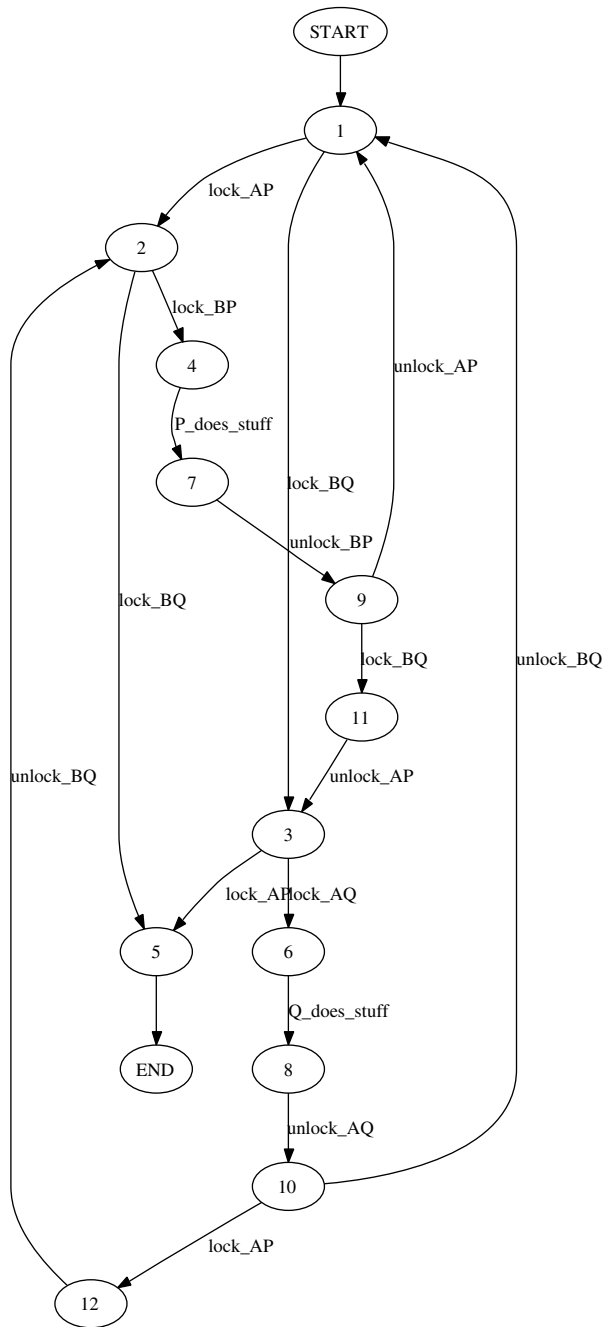 START
1
lock_AP
2
lock_BP
4
unlock_AP
P_does_stuff
7
lock_BQ
unlock_BP
lock_BQ
9
lock_BQ
unlock_BQ
11
unlock_BQ
unlock_AP
3
lock_AP
lock_AQ
5
6
Q_does_stuff
END
8
unlock_AQ
10
lock_AP
12